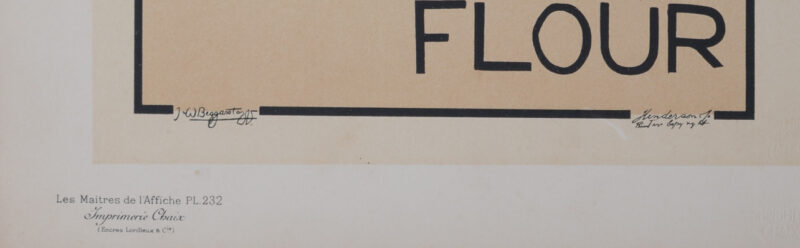 FLOUR
J. & W. Beggarstaff
Henderson
Les Maitres de l'Affiche PL.232
Imprimerie Chaix
(Encres Lorilleux & Cie)